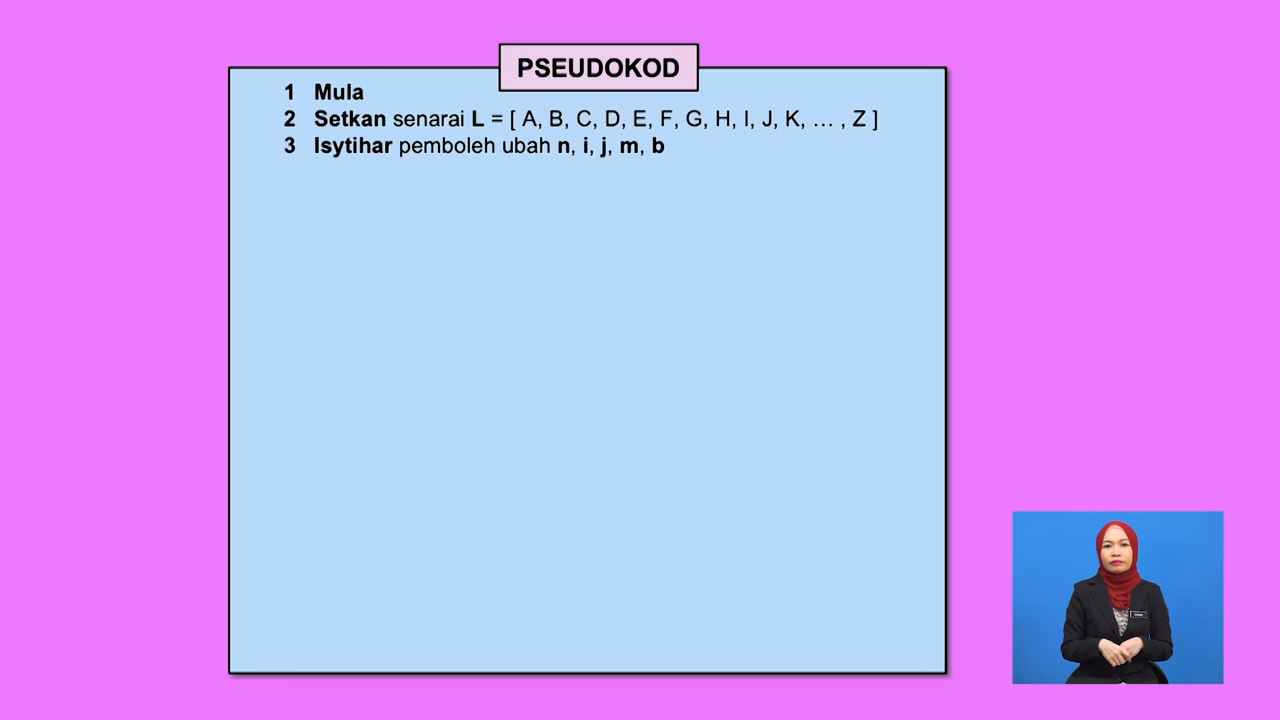 PSEUDOKOD
1 Mula
2 Setkan senarai L = [ A, B, C, D, E, F, G, H, I, J, K, … , Z ]
3 Isytihar pemboleh ubah n, i, j, m, b